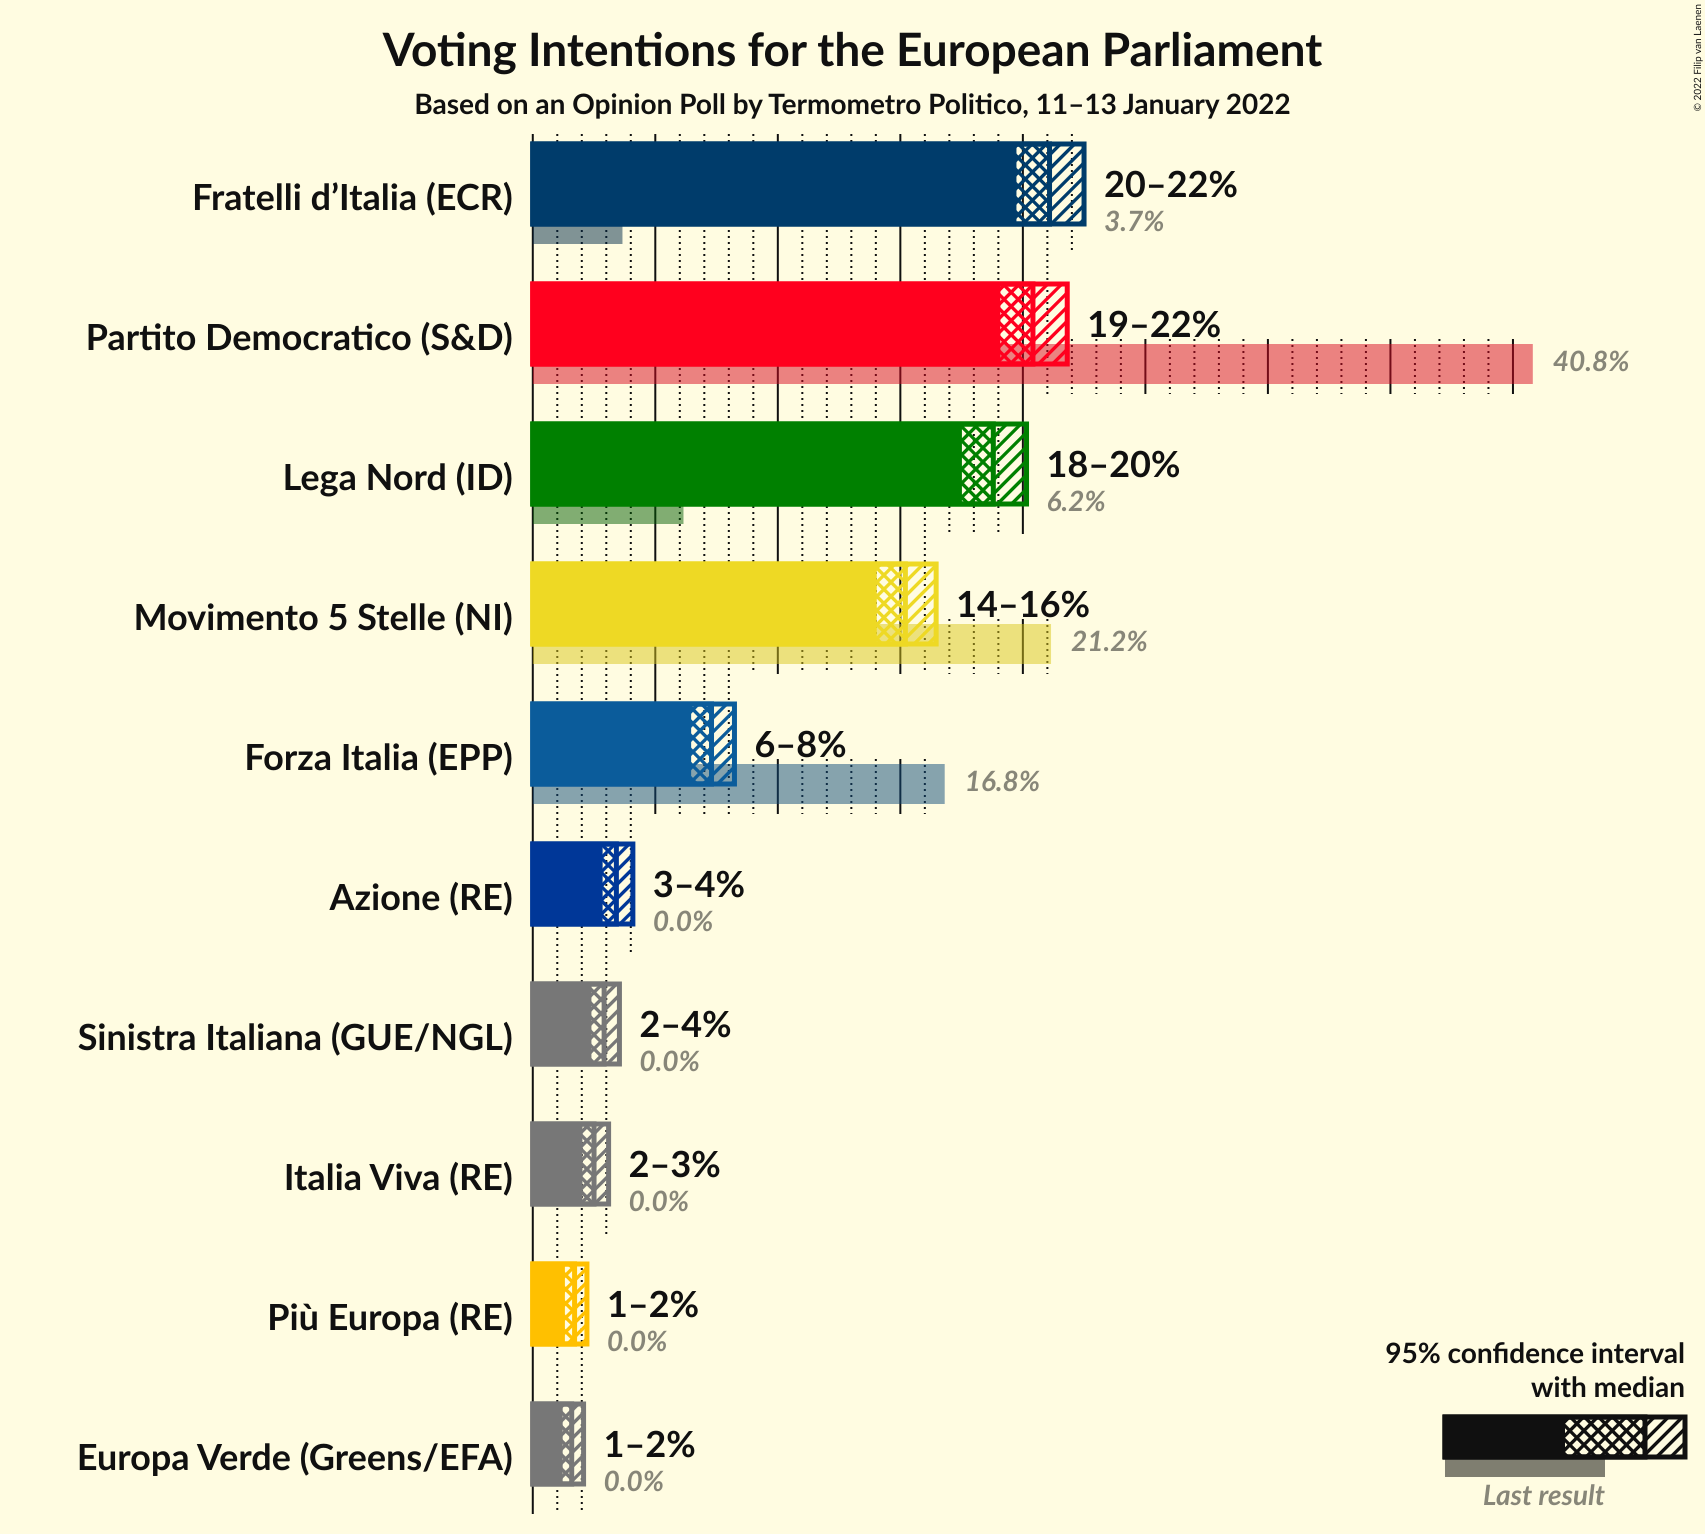 Voting Intentions for the European Parliament
Based on an Opinion Poll by Termometro Politico, 11–13 January 2022
© 2022 Filip van Laenen
Fratelli d’Italia (ECR)
20–22%
3.7%
Partito Democratico (S&D)
19–22%
40.8%
Lega Nord (ID)
18–20%
6.2%
Movimento 5 Stelle (NI)
14–16%
21.2%
Forza Italia (EPP)
6–8%
16.8%
Azione (RE)
3–4%
0.0%
Sinistra Italiana (GUE/NGL)
2–4%
0.0%
Italia Viva (RE)
2–3%
0.0%
Più Europa (RE)
1–2%
0.0%
Europa Verde (Greens/EFA)
1–2%
0.0%
95% confidence interval
with median
Last result